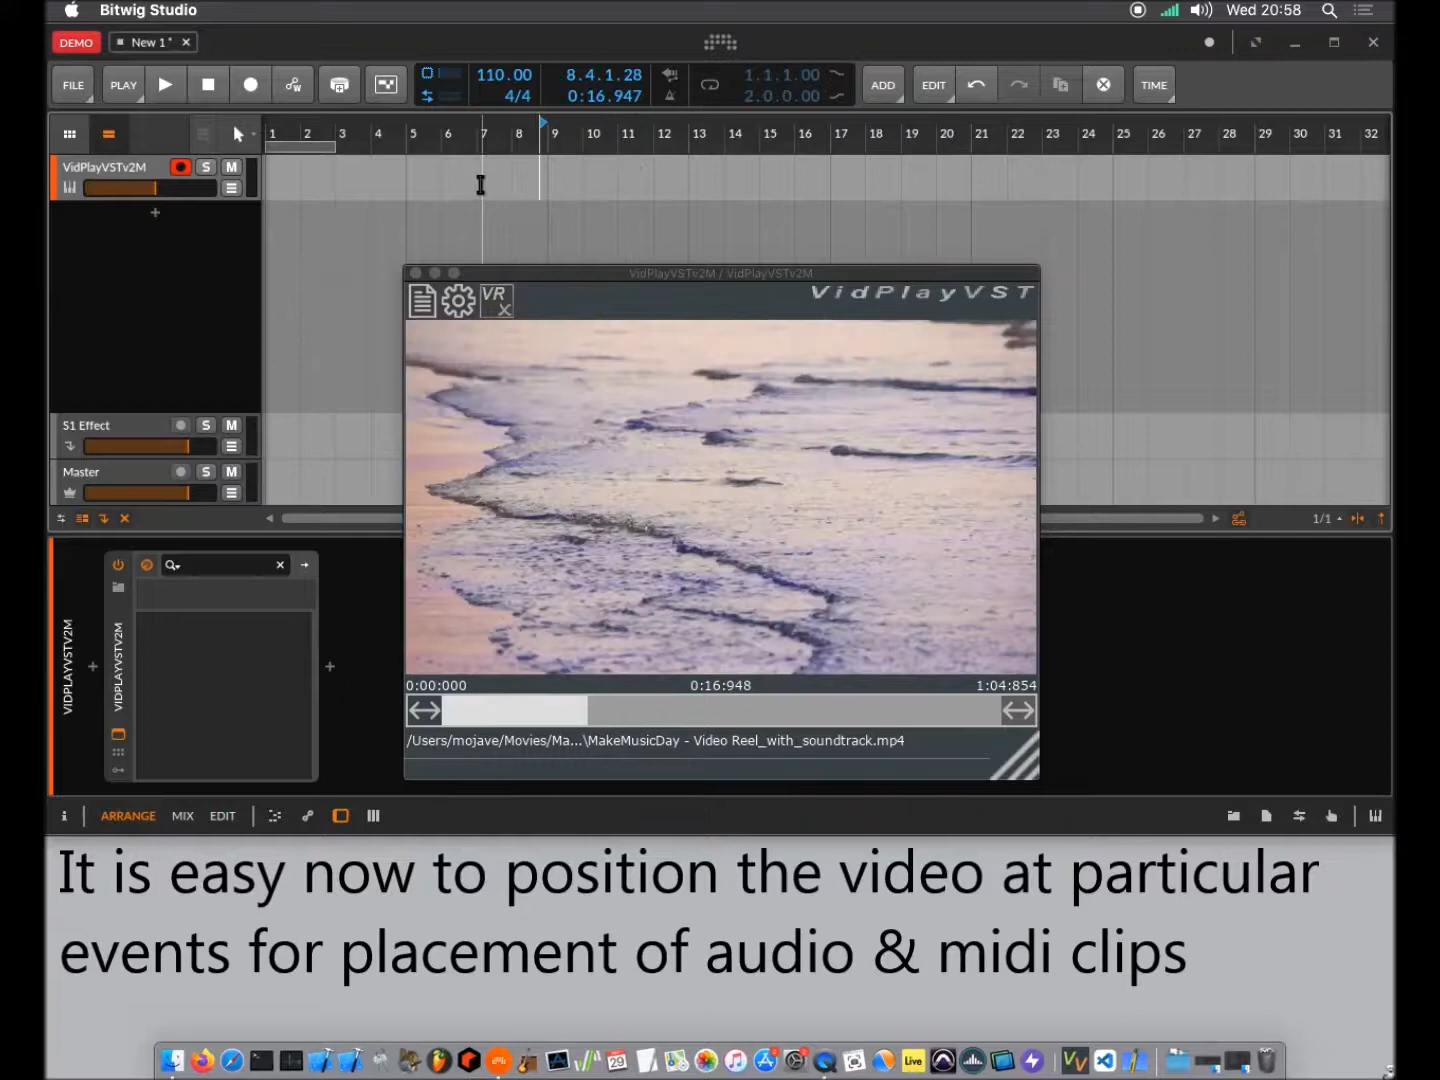 Bitwig Studio
Wed 20:58
DEMO
New 1*
FILE
PLAY
110.00
4/4
8.4.1.28
0:16.947
1.1.1.00
2.0.0.00
ADD
EDIT
TIME
1 2 3 4 5 6 7 8 9 10 11 12 13 14 15 16 17 18 19 20 21 22 23 24 25 26 27 28 29 30 31 32
VidPlayVSTv2M
S M
VidPlayVSTv2M / VidPlayVSTv2M
VR
X
VidPlayVST
S1 Effect
S M
Master
S M
1/1
VIDPLAYVSTV2M
VIDPLAYVSTV2M
0:00:000
0:16:948
1:04:854
/Users/mojave/Movies/Ma...\MakeMusicDay - Video Reel_with_soundtrack.mp4
i
ARRANGE
MIX
EDIT
It is easy now to position the video at particular
events for placement of audio & midi clips
29
Live